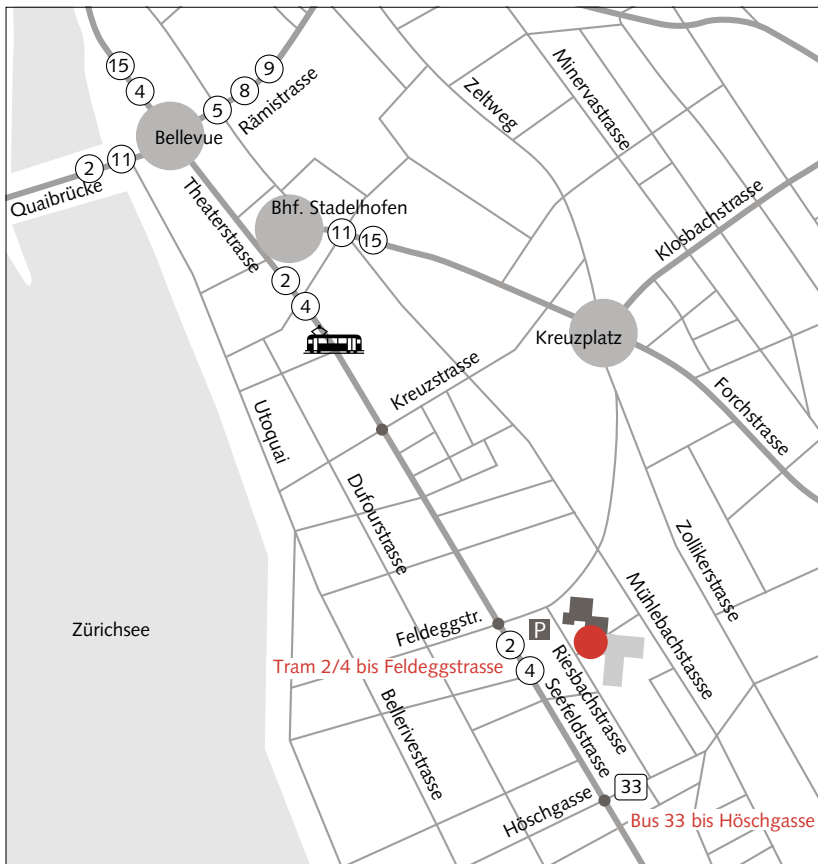 15
4
5
8
9
Rämistrasse
Bellevue
2
11
Quaibrücke
Theaterstrasse
Bhf. Stadelhofen
11
15
2
4
Zeltweg
Minervastrasse
Klosbachstrasse
Kreuzplatz
Forchstrasse
Kreuzstrasse
Utoquai
Dufourstrasse
Zollikerstrasse
Mühlebachstassse
Zürichsee
Feldeggstr.
P
2
4
Tram 2/4 bis Feldeggstrasse
Riesbachstrasse
Seefeldstrasse
Bellerivestrasse
Höschgasse
33
Bus 33 bis Höschgasse